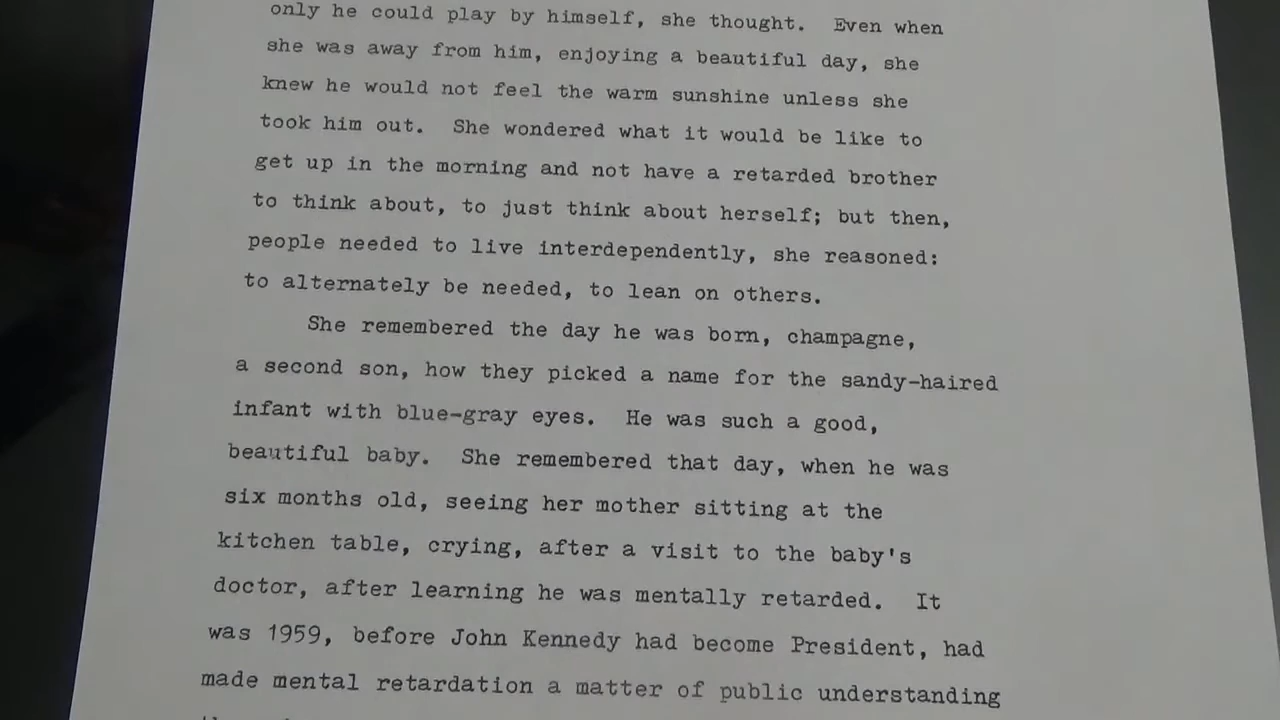 only he could play by himself, she thought.  Even when
she was away from him, enjoying a beautiful day, she
knew he would not feel the warm sunshine unless she
took him out.  She wondered what it would be like to
get up in the morning and not have a retarded brother
to think about, to just think about herself; but then,
people needed to live interdependently, she reasoned:
to alternately be needed, to lean on others.
She remembered the day he was born, champagne,
a second son, how they picked a name for the sandy-haired
infant with blue-gray eyes.  He was such a good,
beautiful baby.  She remembered that day, when he was
six months old, seeing her mother sitting at the
kitchen table, crying, after a visit to the baby's
doctor, after learning he was mentally retarded.  It
was 1959, before John Kennedy had become President, had
made mental retardation a matter of public understanding